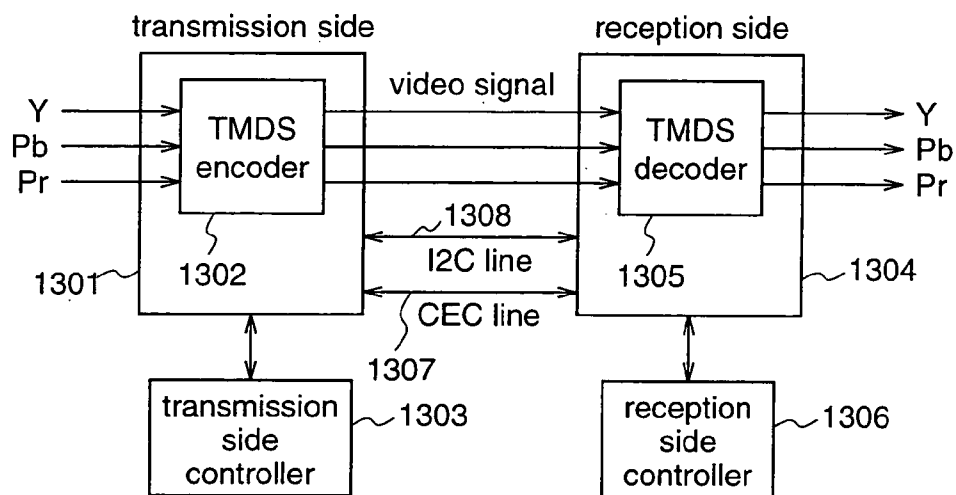 transmission side
reception side
video signal
Y
Pb
Pr
TMDS
encoder
TMDS
decoder
Y
Pb
Pr
1308
I2C line
1301
1302
1305
1304
CEC line
1307
transmission
side
controller
1303
reception
side
controller
1306